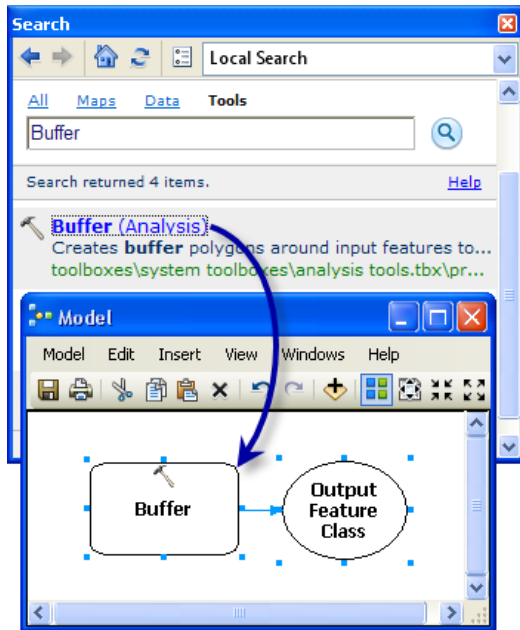 Search
Local Search
All Maps Data Tools
Buffer
Search returned 4 items. Help
Buffer (Analysis)
Creates buffer polygons around input features to...
toolboxes\system toolboxes\analysis tools.tbx\pr...
Model
Model Edit Insert View Windows Help
Buffer
Output
Feature
Class